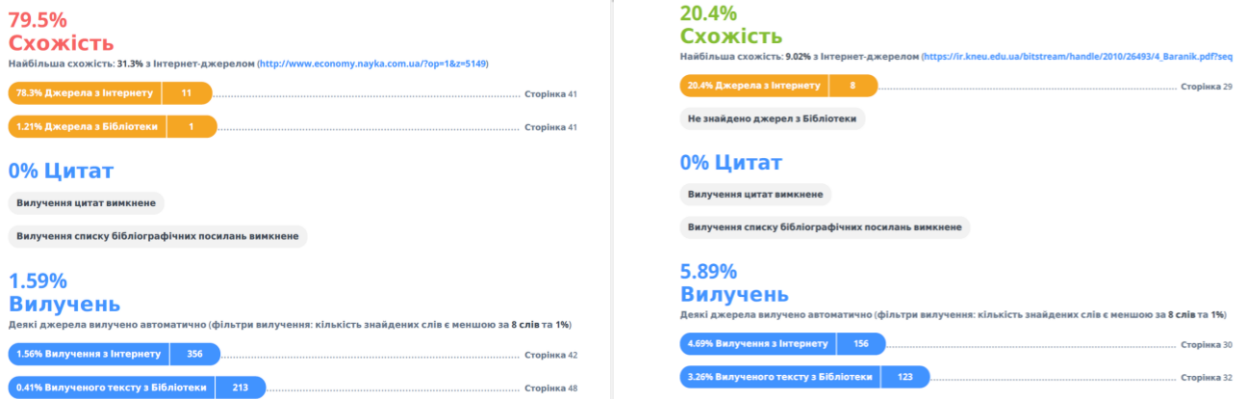 79.5%
Схожість
Найбільша схожість: 31.3% з Інтернет-джерелом (http://www.economy.nayka.com.ua/?op=1&z=5149)
78.3% Джерела з Інтернету 11 Сторінка 41
1.21% Джерела з Бібліотеки 1 Сторінка 41
0% Цитат
Вилучення цитат вимкнене
Вилучення списку бібліографічних посилань вимкнене
1.59%
Вилучень
Деякі джерела вилучено автоматично (фільтри вилучення: кількість знайдених слів є меншою за 8 слів та 1%)
1.56% Вилучення з Інтернету 356 Сторінка 42
0.41% Вилученого тексту з Бібліотеки 213 Сторінка 48
20.4%
Схожість
Найбільша схожість: 9.02% з Інтернет-джерелом (https://ir.kneu.edu.ua/bitstream/handle/2010/26493/4_Baranik.pdf?seq
20.4% Джерела з Інтернету 8 Сторінка 29
Не знайдено джерел з Бібліотеки
0% Цитат
Вилучення цитат вимкнене
Вилучення списку бібліографічних посилань вимкнене
5.89%
Вилучень
Деякі джерела вилучено автоматично (фільтри вилучення: кількість знайдених слів є меншою за 8 слів та 1%)
4.69% Вилучення з Інтернету 156 Сторінка 30
3.26% Вилученого тексту з Бібліотеки 123 Сторінка 32